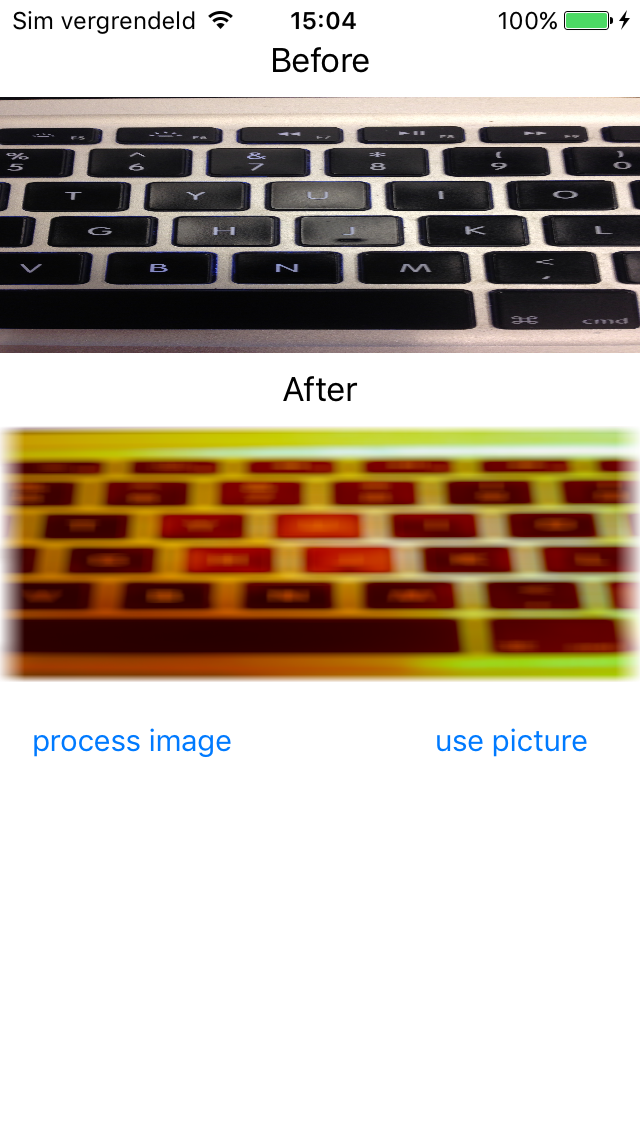 Sim vergrendeld 15:04 100%
Before
F5 F6 F7 F8 F9
% ^ & * ( )
5 6 7 8 9 0
T Y U I O
G H J K L
V B N M < ,
⌘ cmd
After
process image use picture